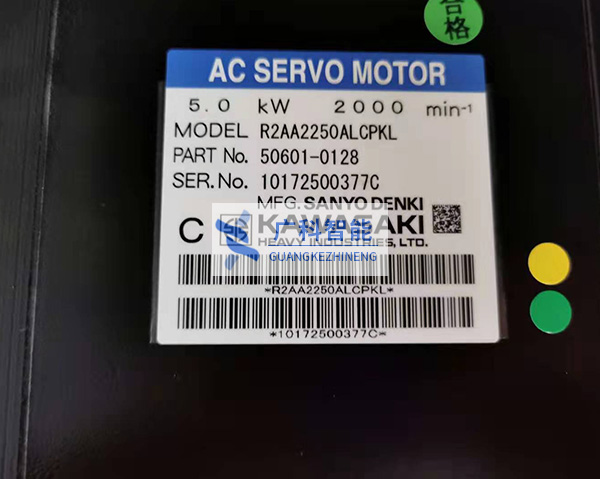 合格
AC SERVO MOTOR
5.0 kW 2000 min-1
MODEL R2AA2250ALCPKL
PART No. 50601-0128
SER.No. 10172500377C
MFG. SANYO DENKI
C KAWASAKI
HEAVY INDUSTRIES, LTD.
广科智能
GUANGKEZHINENG
*R2AA2250ALCPKL*
*10172500377C*